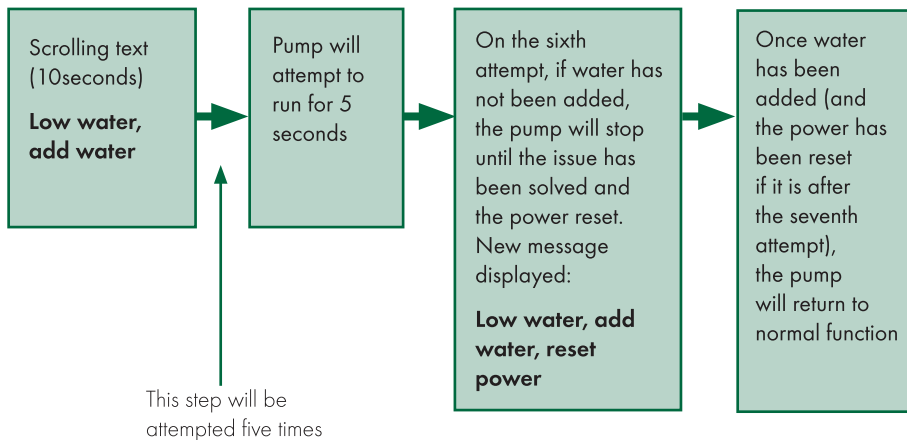 Scrolling text
(10seconds)
Low water,
add water
Pump will
attempt to
run for 5
seconds
On the sixth
attempt, if water has
not been added,
the pump will stop
until the issue has
been solved and
the power reset.
New message
displayed:
Low water, add
water, reset
power
Once water
has been
added (and
the power has
been reset
if it is after
the seventh
attempt),
the pump
will return to
normal function
This step will be
attempted five times